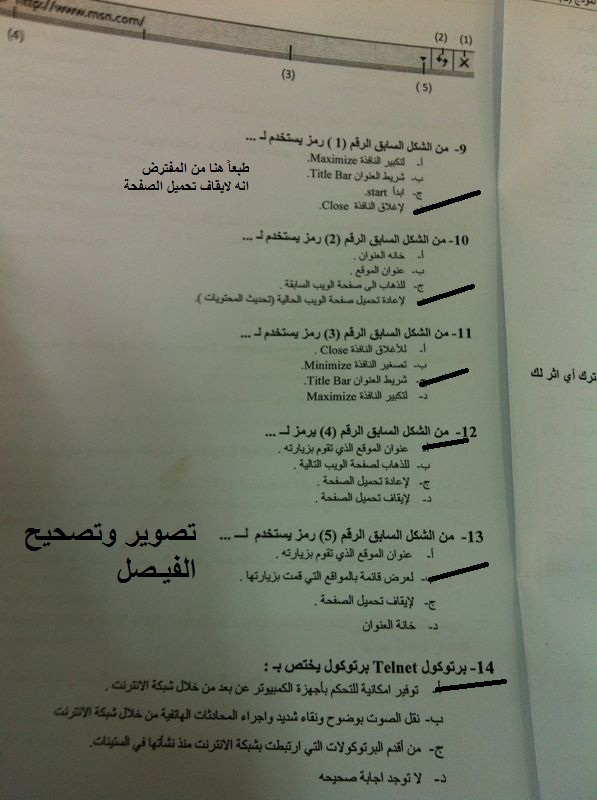 http://www.msn.com/
(2) (1)
(4)
(3)
(5)
9- من الشكل السابق الرقم (1) رمز يستخدم لـ ...
أ- لتكبير النافذة Maximize.
ب- شريط العنوان Title Bar.
ج- ابدأ start.
لإغلاق النافذة Close.
طبعاً هنا من المفترض
انه لايقاف تحميل الصفحة
10- من الشكل السابق الرقم (2) رمز يستخدم لـ ...
أ- خانه العنوان .
ب- عنوان الموقع .
ج- للذهاب الى صفحة الويب السابقة .
لإعادة تحميل صفحة الويب الحالية (تحديث المحتويات ).
11- من الشكل السابق الرقم (3) رمز يستخدم لـ ...
أ- للأغلاق النافذة Close .
ب- تصغير النافذة Minimize.
ج- شريط العنوان Title Bar.
د- لتكبير النافذة Maximize
12- من الشكل السابق الرقم (4) يرمز لــ ...
عنوان الموقع الذي تقوم بزيارته .
ب- للذهاب لصفحة الويب التالية .
ج- لإعادة تحميل الصفحة .
د- لإيقاف تحميل الصفحة .
13- من الشكل السابق الرقم (5) رمز يستخدم لـــ ...
أ- عنوان الموقع الذي تقوم بزيارته .
ب- لعرض قائمة بالمواقع التي قمت بزيارتها .
ج- لإيقاف تحميل الصفحة .
د- خانة العنوان
تصوير وتصحيح
الفيصل
14- برتوكول Telnet برتوكول يختص بـ :
أ- توفير امكانية للتحكم بأجهزة الكمبيوتر عن بعد من خلال شبكة الانترنت .
ب- نقل الصوت بوضوح ونقاء شديد واجراء المحادثات الهاتفية من خلال شبكة الانترنت
ج- من أقدم البرتوكولات التي ارتبطت بشبكة الانترنت منذ نشأتها في الستينات.
د- لا توجد اجابة صحيحه
ترك أي اثر لك